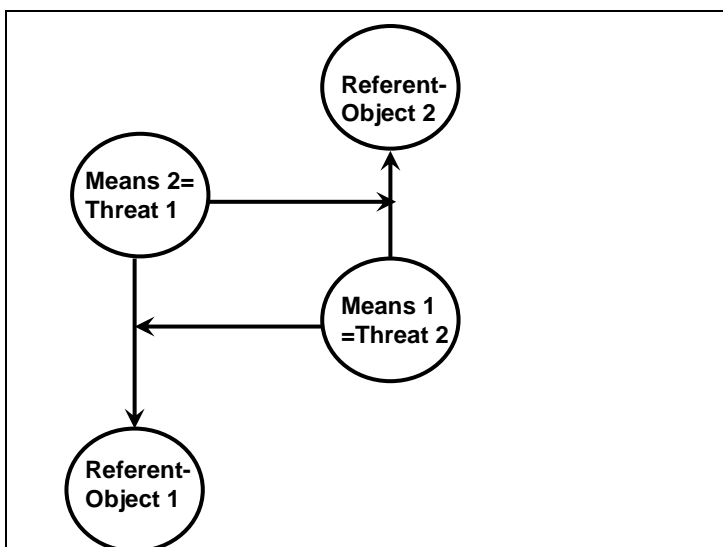 Referent-
Object 2
Means 2=
Threat 1
Means 1
=Threat 2
Referent-
Object 1